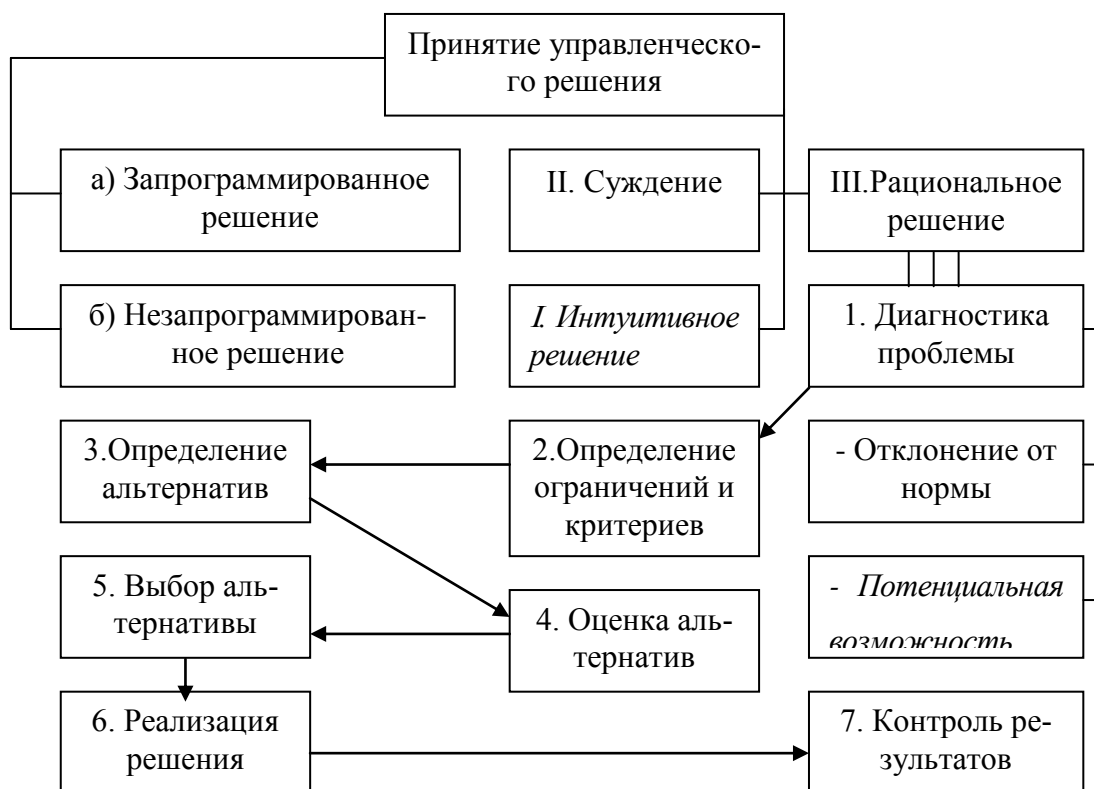 Принятие управленческо-
го решения
а) Запрограммированное
решение
II. Суждение
III.Рациональное
решение
б) Незапрограммирован-
ное решение
I. Интуитивное
решение
1. Диагностика
проблемы
3.Определение
альтернатив
2.Определение
ограничений и
критериев
- Отклонение от
нормы
5. Выбор аль-
тернативы
4. Оценка аль-
тернатив
- Потенциальная
возможность
6. Реализация
решения
7. Контроль ре-
зультатов